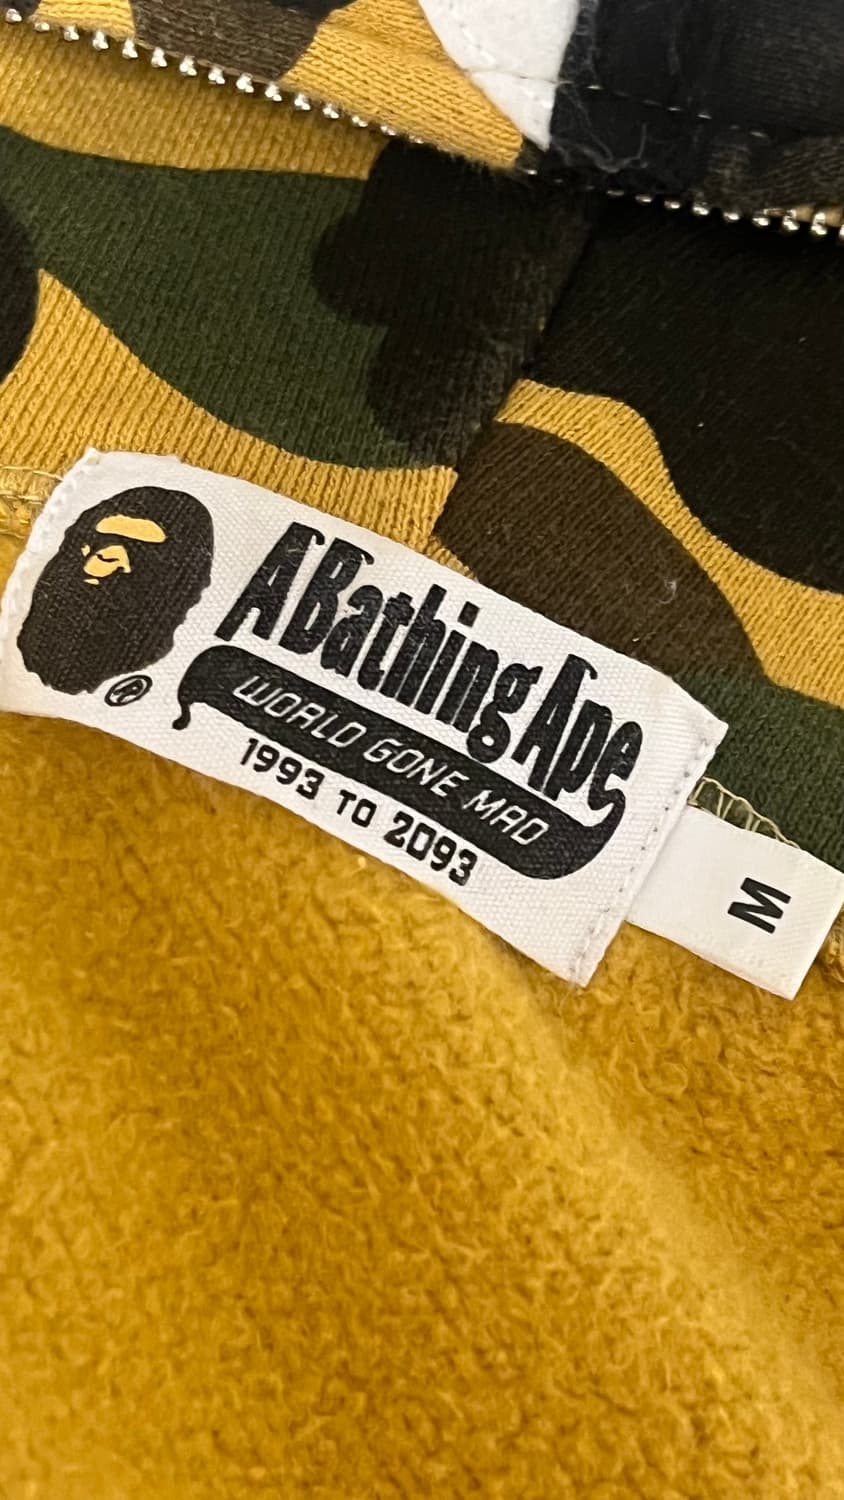 A Bathing Ape
®
WORLD GONE MAD
1993 TO 2093
M